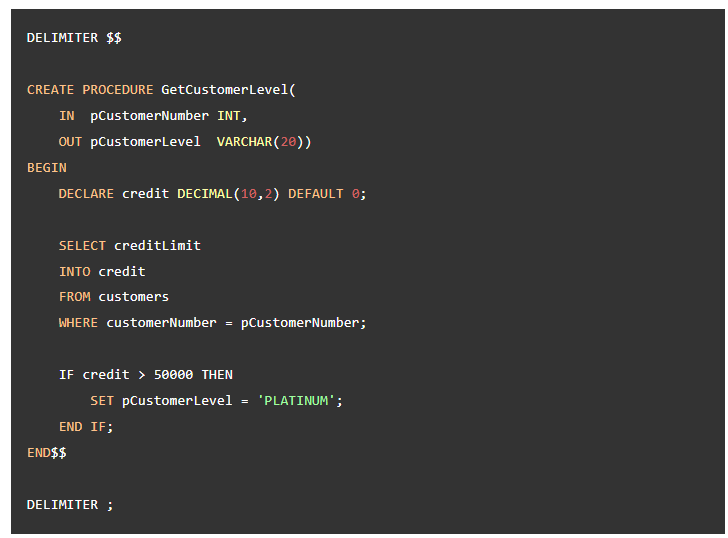 DELIMITER $$
CREATE PROCEDURE GetCustomerLevel(
    IN  pCustomerNumber INT,
    OUT pCustomerLevel  VARCHAR(20))
BEGIN
    DECLARE credit DECIMAL(10,2) DEFAULT 0;
    SELECT creditLimit
    INTO credit
    FROM customers
    WHERE customerNumber = pCustomerNumber;
    IF credit > 50000 THEN
        SET pCustomerLevel = 'PLATINUM';
    END IF;
END$$
DELIMITER ;